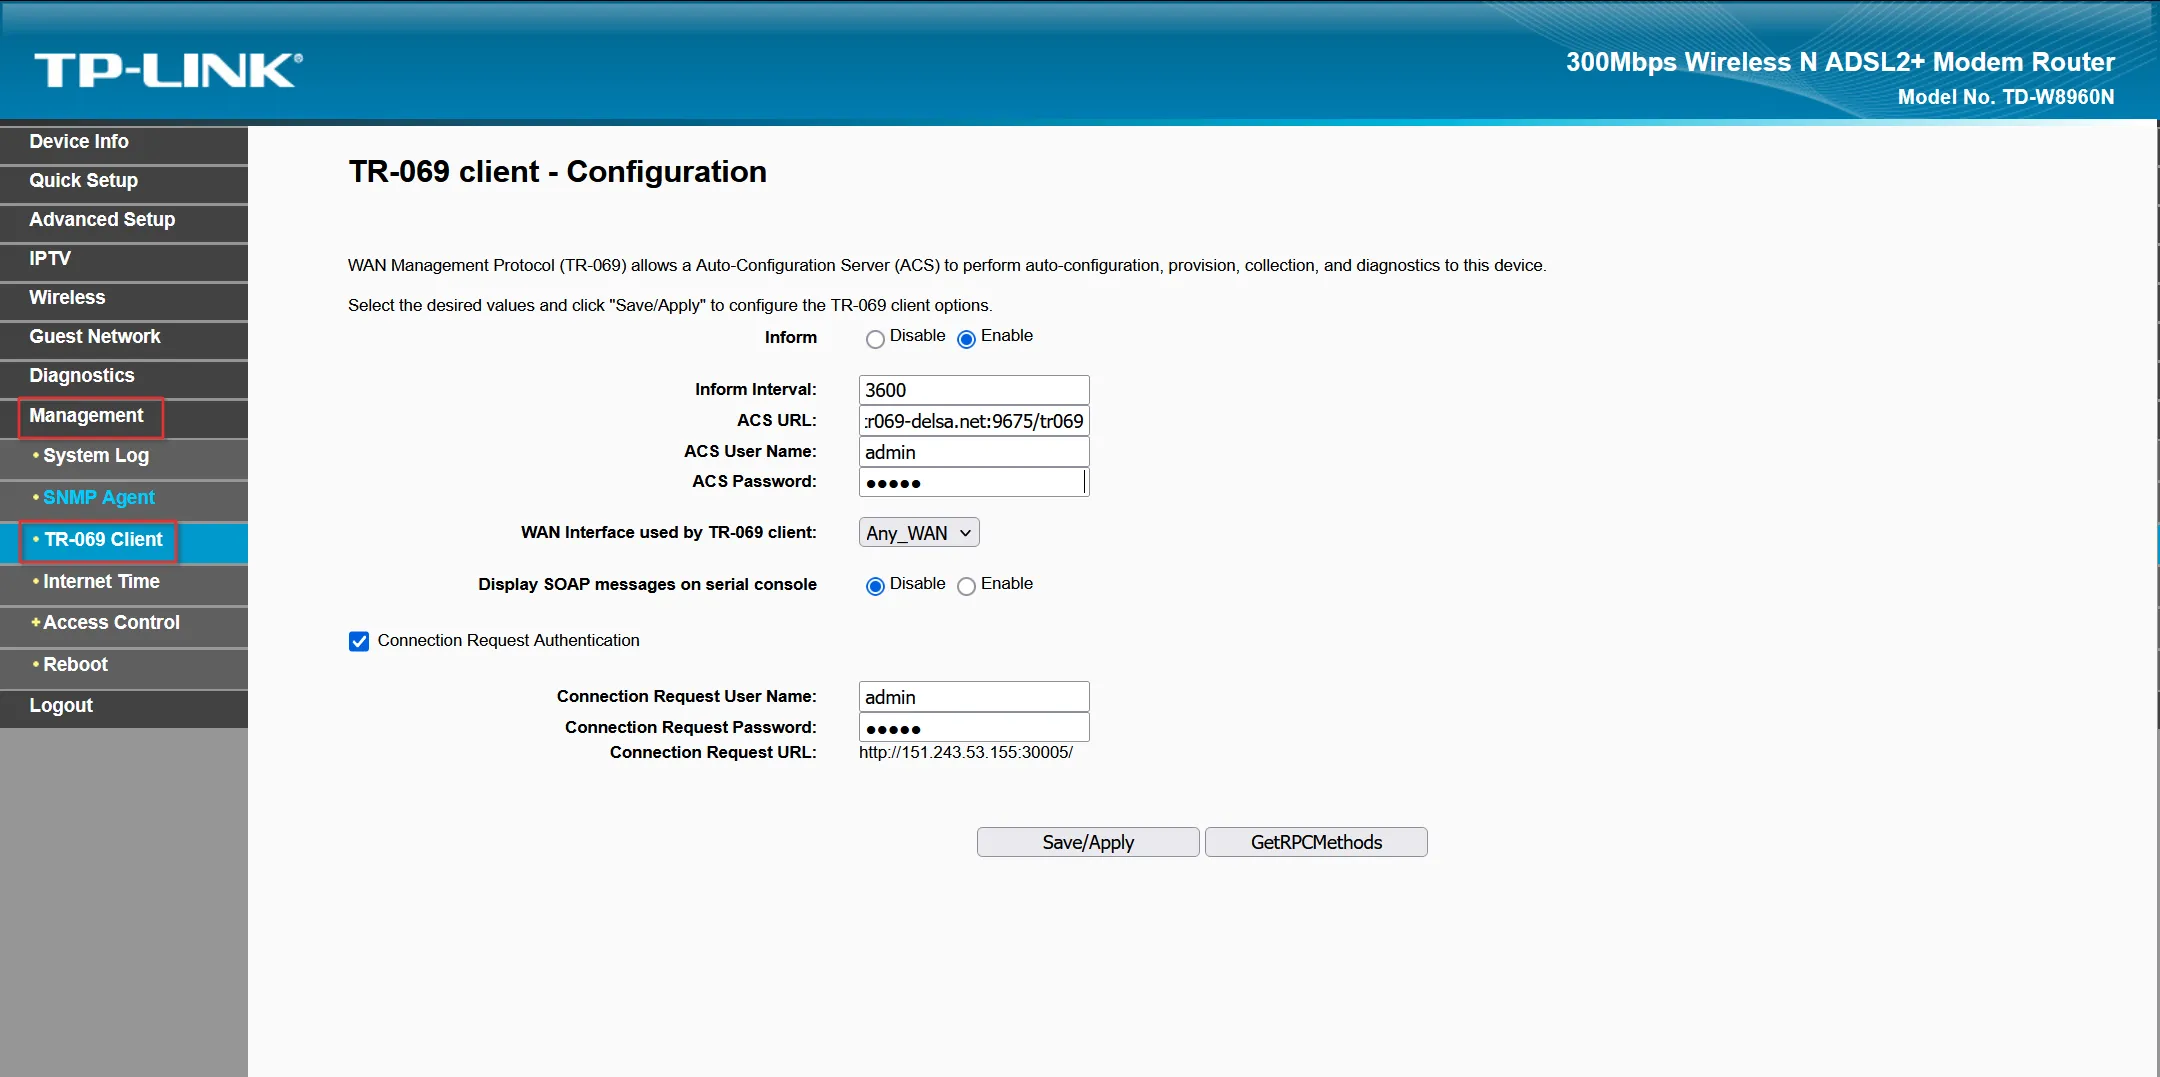 TP-LINK®
300Mbps Wireless N ADSL2+ Modem Router
Model No. TD-W8960N
Device Info
Quick Setup
Advanced Setup
IPTV
Wireless
Guest Network
Diagnostics
Management
• System Log
• SNMP Agent
• TR-069 Client
• Internet Time
+ Access Control
• Reboot
Logout
TR-069 client - Configuration
WAN Management Protocol (TR-069) allows a Auto-Configuration Server (ACS) to perform auto-configuration, provision, collection, and diagnostics to this device.
Select the desired values and click "Save/Apply" to configure the TR-069 client options.
Inform Disable Enable
Inform Interval: 3600
ACS URL: :r069-delsa.net:9675/tr069
ACS User Name: admin
ACS Password: •••••
WAN Interface used by TR-069 client: Any_WAN
Display SOAP messages on serial console Disable Enable
Connection Request Authentication
Connection Request User Name: admin
Connection Request Password: •••••
Connection Request URL: http://151.243.53.155:30005/
Save/Apply GetRPCMethods